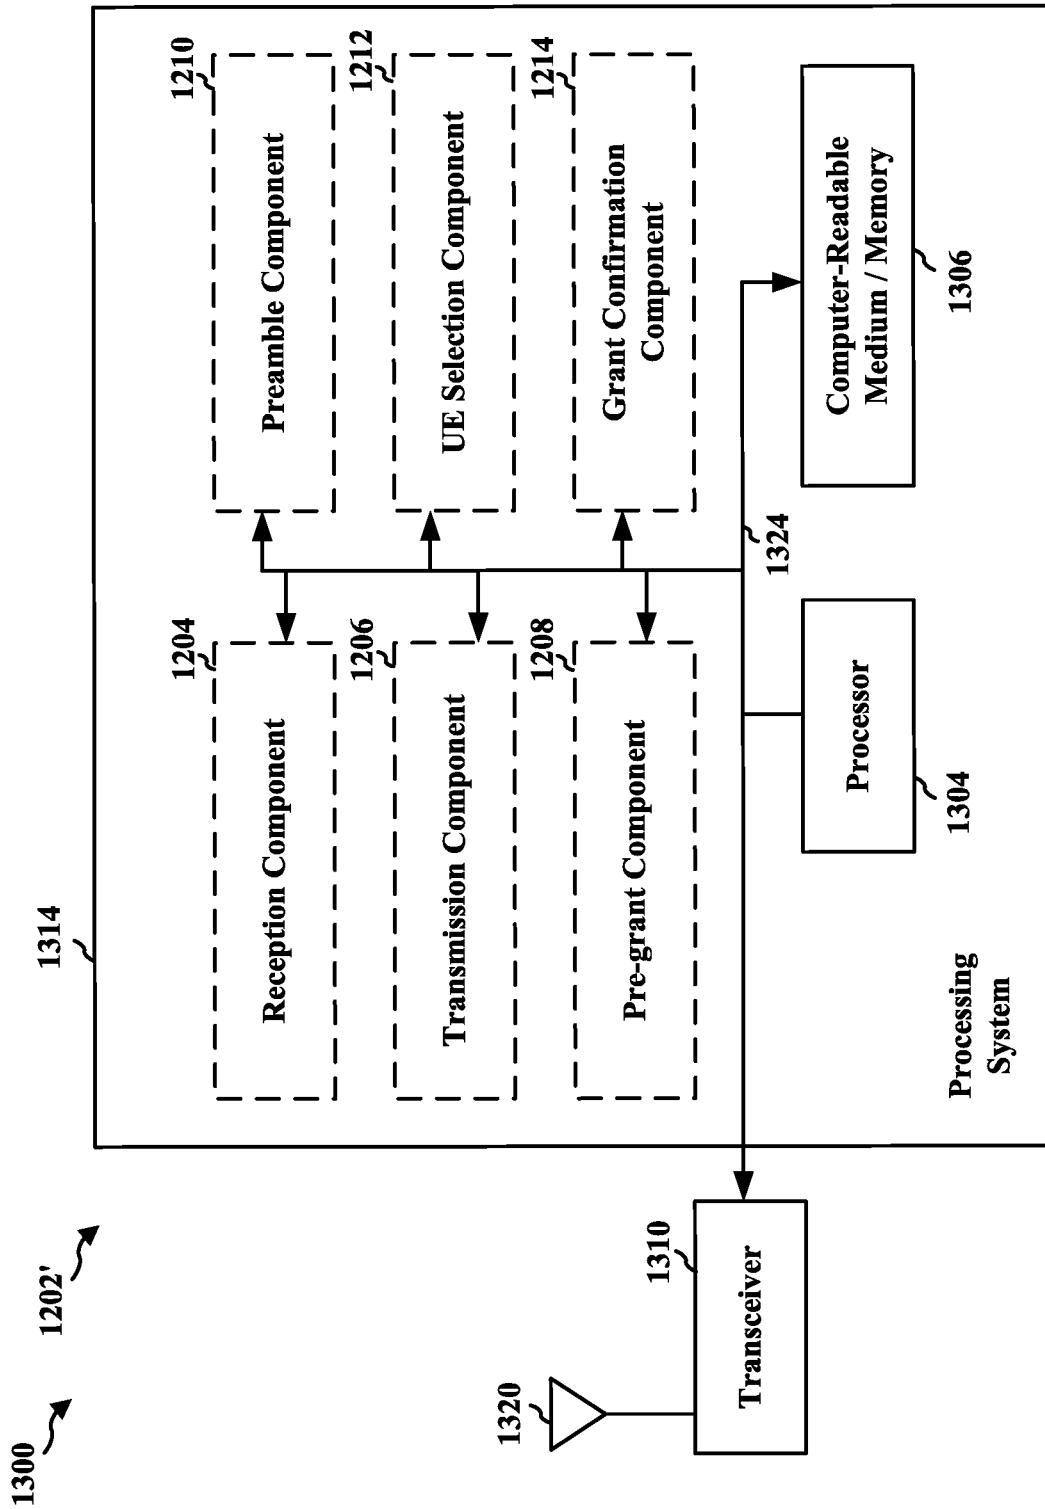 1300
1202'
1314
1204
Reception Component
1210
Preamble Component
1206
Transmission Component
1212
UE Selection Component
1208
Pre-grant Component
1214
Grant Confirmation
Component
1320
1310
Transceiver
1324
Processor
1304
Computer-Readable
Medium / Memory
1306
Processing
System